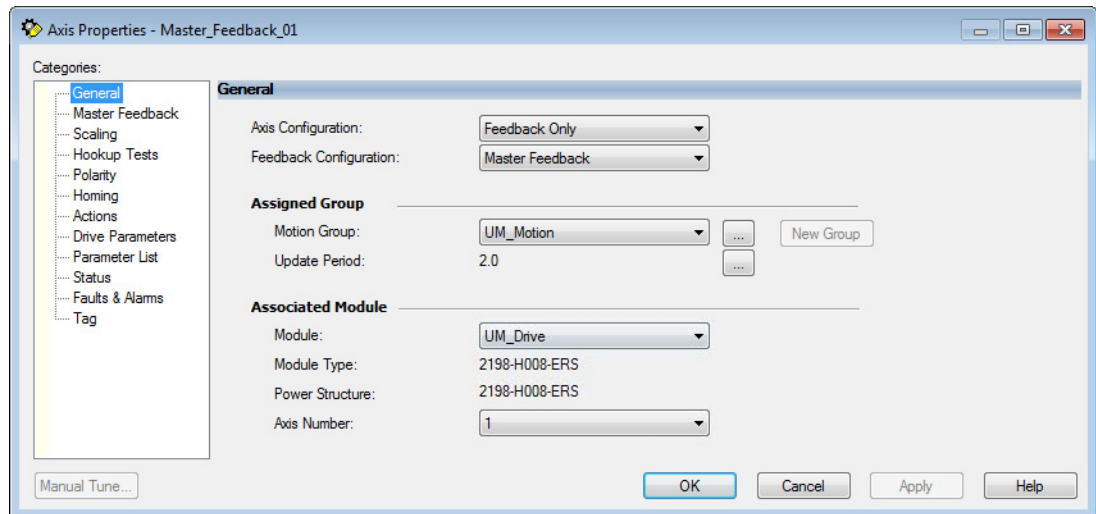 Axis Properties - Master_Feedback_01
Categories:
General
Master Feedback
Scaling
Hookup Tests
Polarity
Homing
Actions
Drive Parameters
Parameter List
Status
Faults & Alarms
Tag
General
Axis Configuration: Feedback Only
Feedback Configuration: Master Feedback
Assigned Group
Motion Group: UM_Motion ... New Group
Update Period: 2.0 ...
Associated Module
Module: UM_Drive
Module Type: 2198-H008-ERS
Power Structure: 2198-H008-ERS
Axis Number: 1
Manual Tune... OK Cancel Apply Help